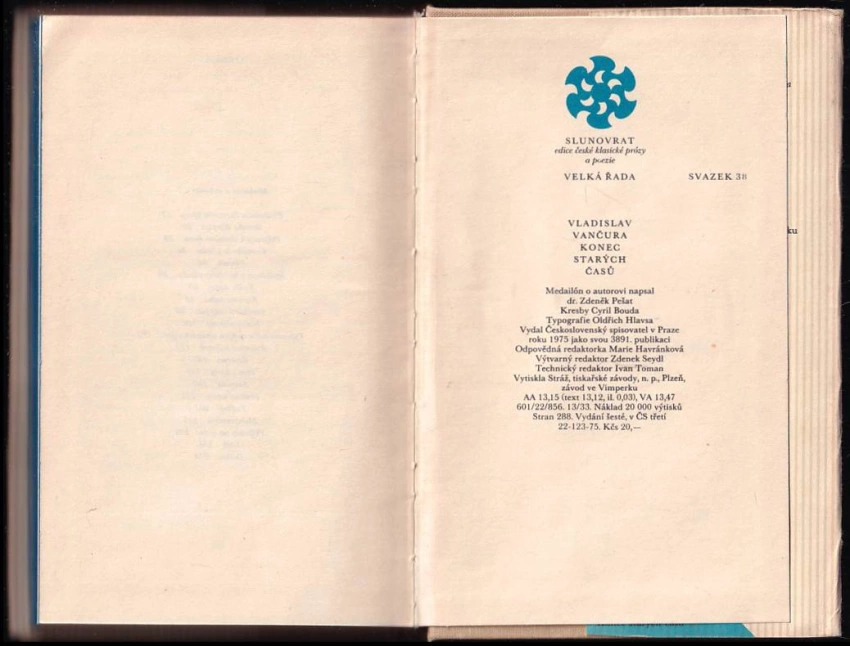 SLUNOVRAT
edice české klasické prózy
a poezie
VELKÁ ŘADA SVAZEK 38
VLADISLAV
VANČURA
KONEC
STARÝCH
ČASŮ
Medailón o autorovi napsal
dr. Zdeněk Pešat
Kresby Cyril Bouda
Typografie Oldřich Hlavsa
Vydal Československý spisovatel v Praze
roku 1975 jako svou 3891. publikaci
Odpovědná redaktorka Marie Havránková
Výtvarný redaktor Zdenek Seydl
Technický redaktor Ivan Toman
Vytiskla Stráž, tiskařské závody, n. p., Plzeň,
závod ve Vimperku
AA 13,15 (text 13,12, il. 0,03), VA 13,47
601/22/856. 13/33. Náklad 20 000 výtisků
Stran 288. Vydání šesté, v ČS třetí
22-123-75. Kčs 20,—
ku